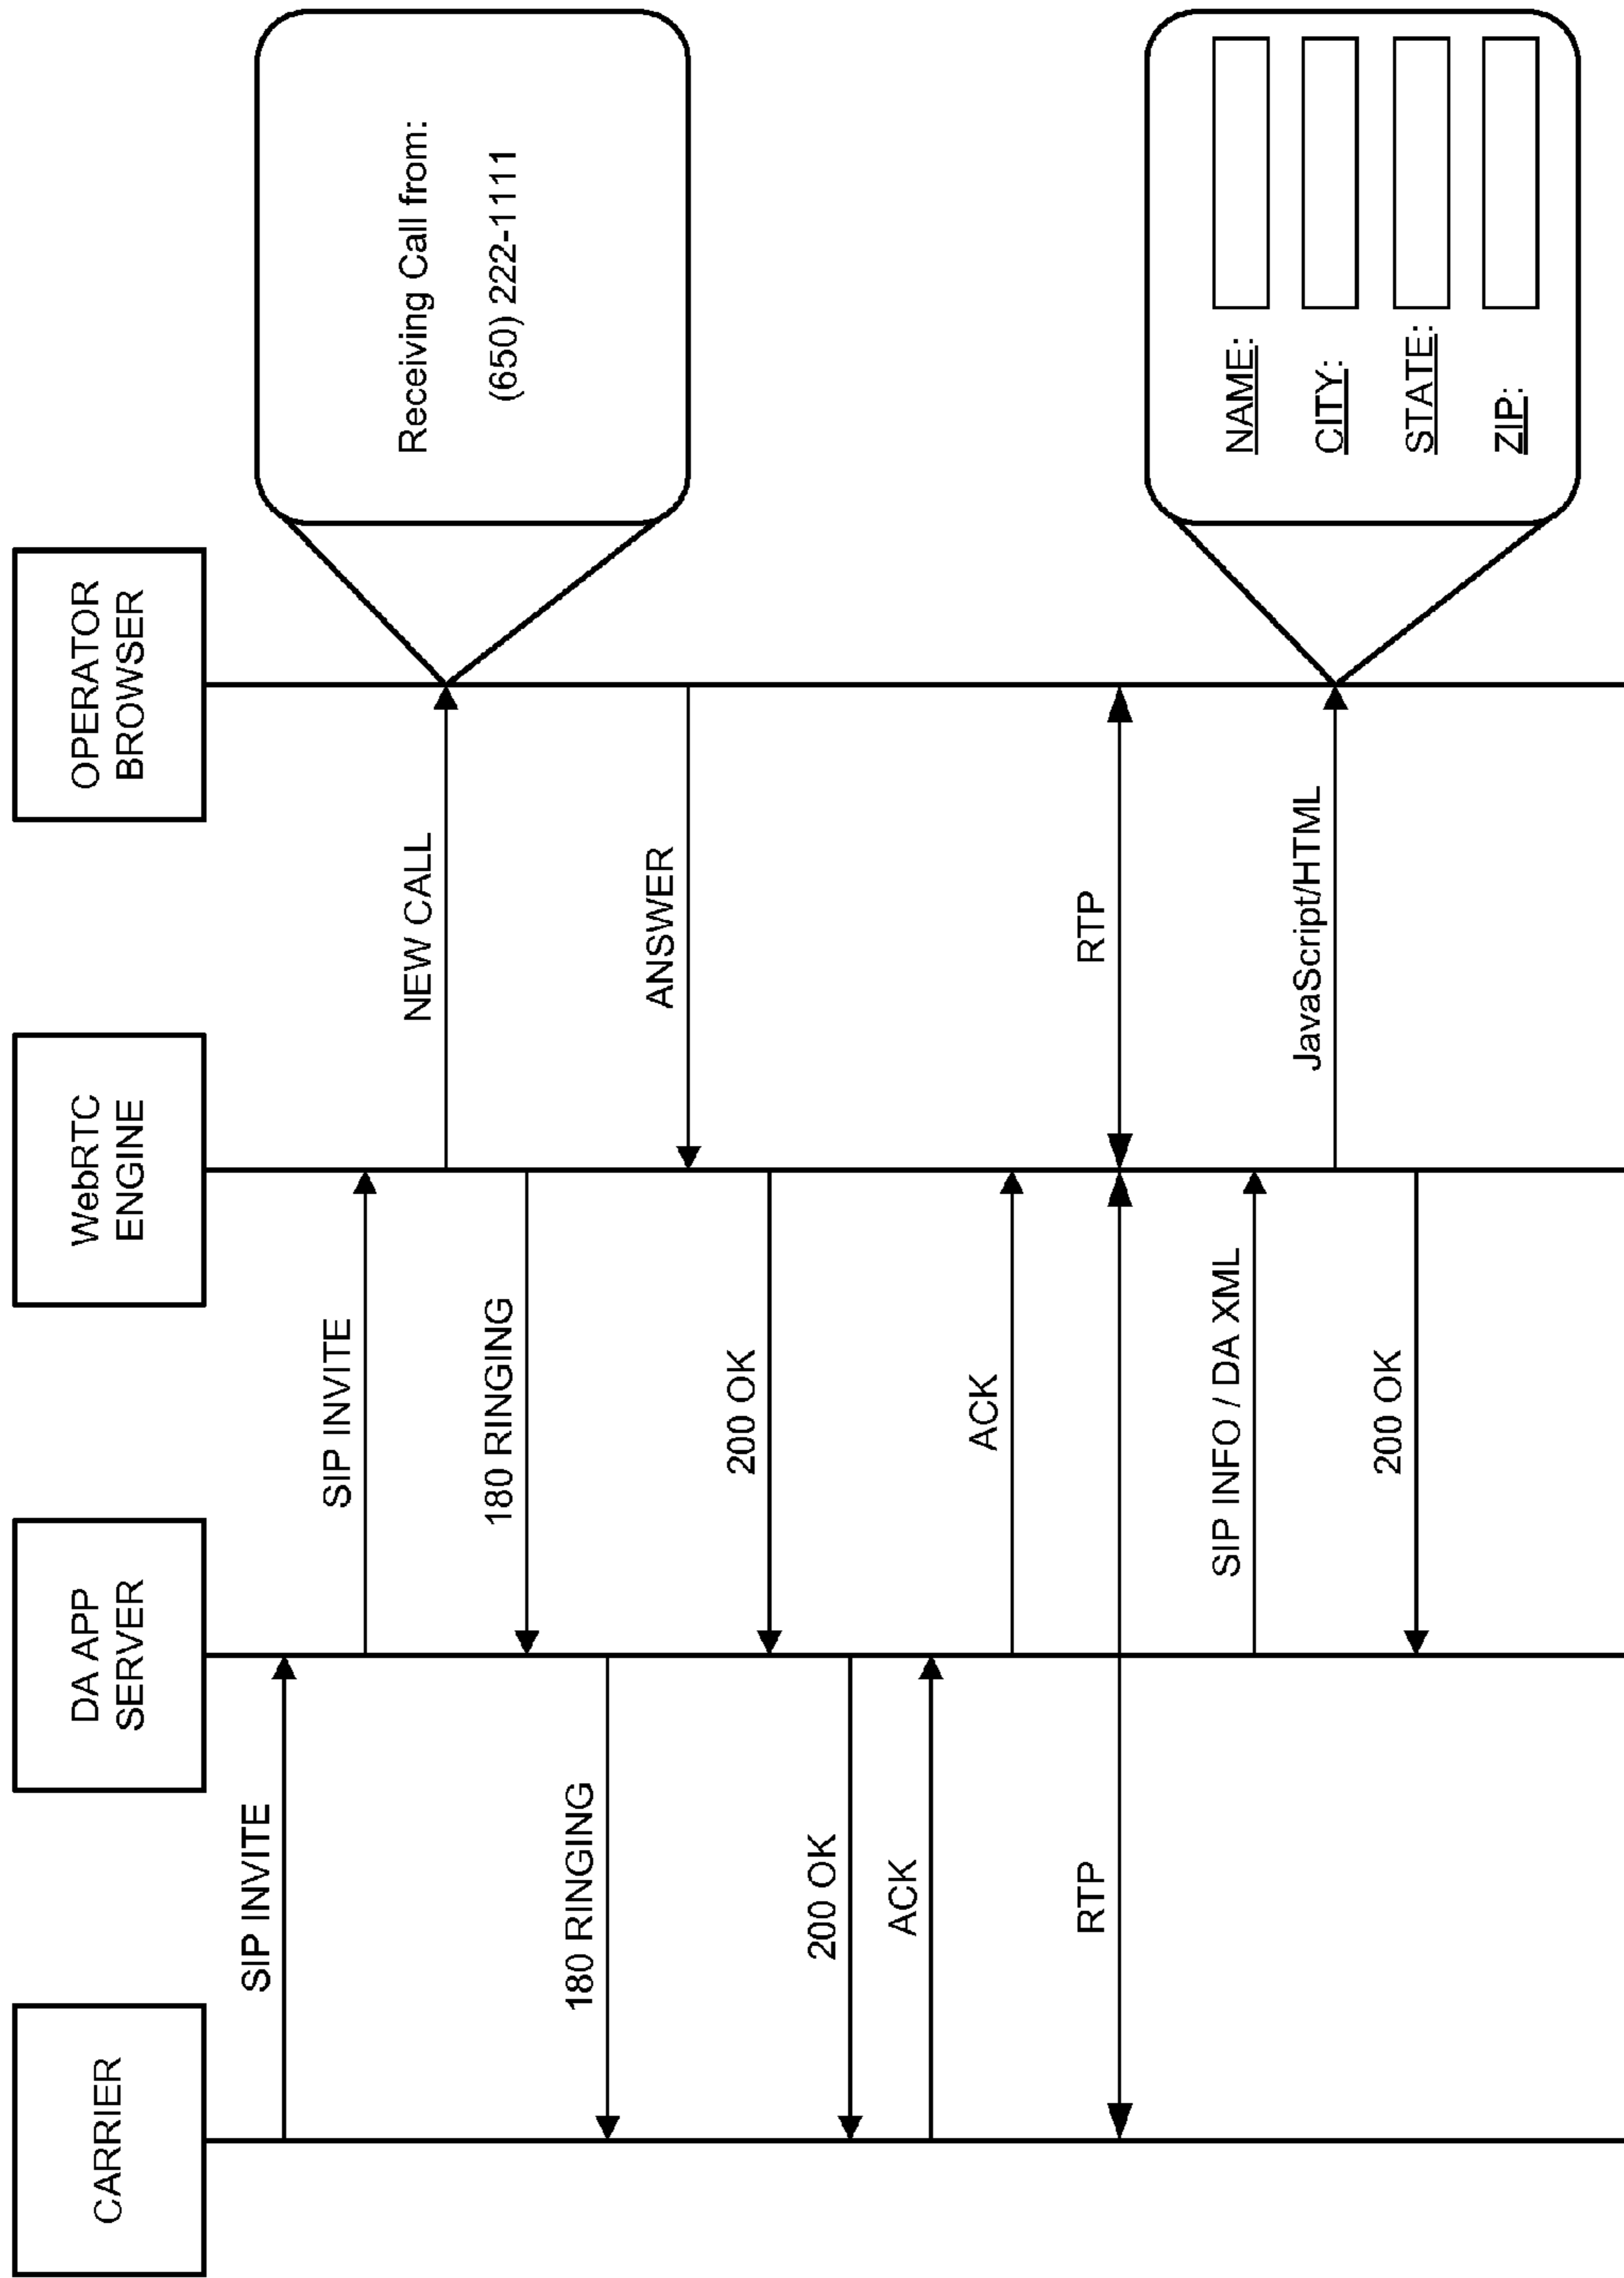 CARRIER
DA APP
SERVER
WebRTC
ENGINE
OPERATOR
BROWSER
SIP INVITE
SIP INVITE
NEW CALL
Receiving Call from:
(650) 222-1111
180 RINGING
180 RINGING
ANSWER
200 OK
200 OK
ACK
ACK
RTP
RTP
SIP INFO / DA XML
JavaScript/HTML
NAME:
CITY:
STATE:
ZIP:
200 OK